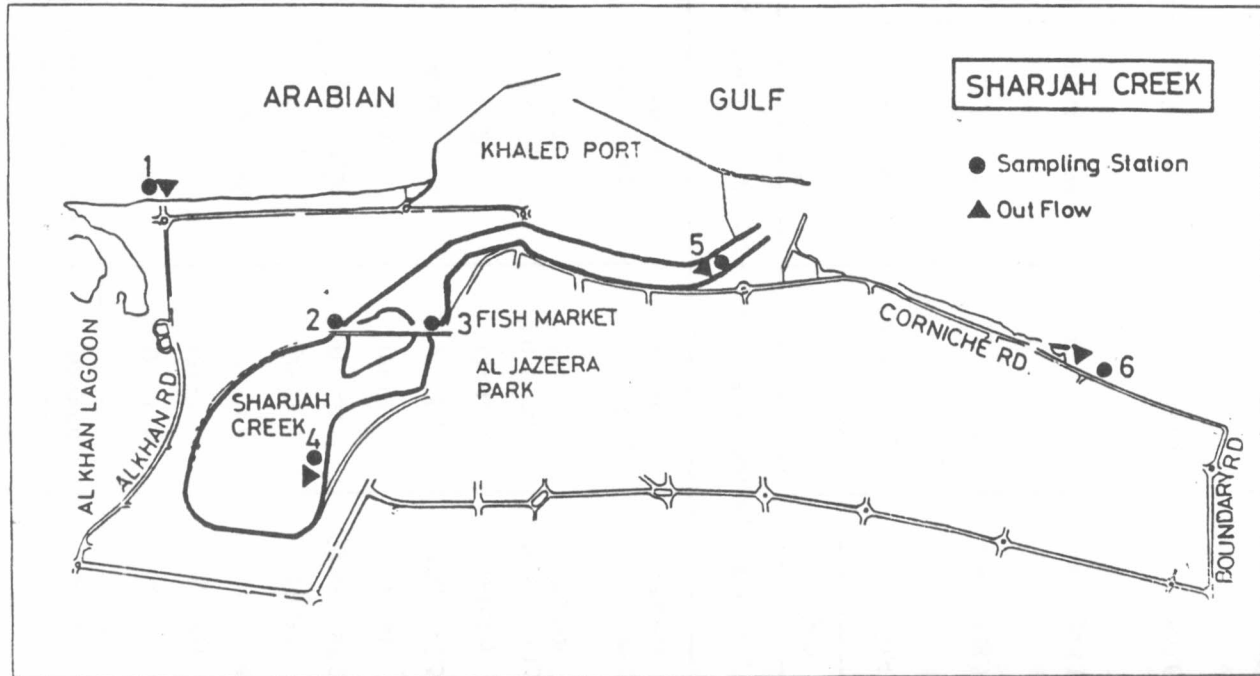 ARABIAN GULF
SHARJAH CREEK
KHALED PORT
Sampling Station
Out Flow
1
5
2
3 FISH MARKET
CORNICHE RD.
AL JAZEERA
PARK
6
SHARJAH
CREEK
4
AL KHAN LAGOON
ALKHAN RD
BOUNDARY RD.